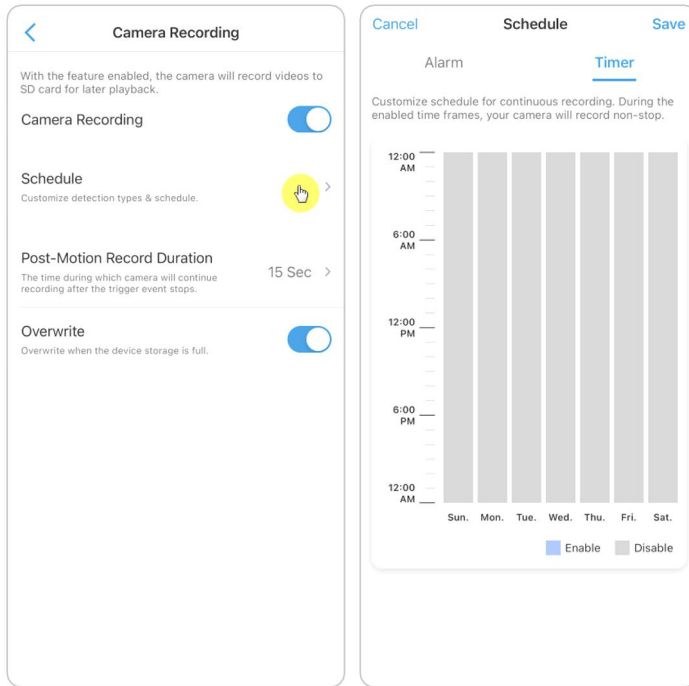 Camera Recording
With the feature enabled, the camera will record videos to
SD card for later playback.
Camera Recording
Schedule
Customize detection types & schedule.
Post-Motion Record Duration
The time during which camera will continue
recording after the trigger event stops.
15 Sec
Overwrite
Overwrite when the device storage is full.
Cancel
Schedule
Save
Alarm
Timer
Customize schedule for continuous recording. During the
enabled time frames, your camera will record non-stop.
12:00
AM
6:00
AM
12:00
PM
6:00
PM
12:00
AM
Sun. Mon. Tue. Wed. Thu. Fri. Sat.
Enable Disable